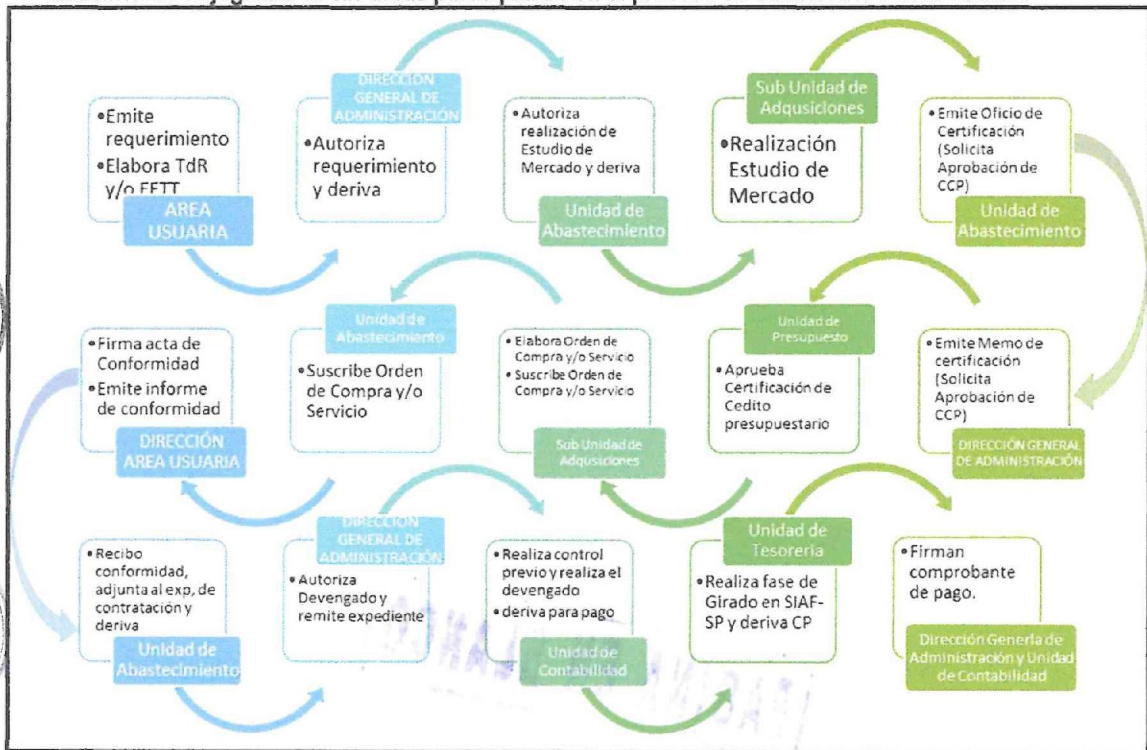 •Emite
requerimiento
•Elabora TdR
y/o EETT
AREA
USUARIA
DIRECCIÓN
GENERAL DE
ADMINISTRACIÓN
•Autoriza
requerimiento
y deriva
•Autoriza
realización de
Estudio de
Mercado y deriva
Unidad de
Abastecimiento
Sub Unidad de
Adqusiciones
•Realización
Estudio de
Mercado
•Emite Oficio de
Certificación
(Solicita
Aprobación de
CCP)
Unidad de
Abastecimiento
•Emite Memo de
certificación
(Solicita
Aprobación de
CCP)
DIRECCIÓN GENERAL
DE ADMINISTRACIÓN
Unidad de
Presupuesto
•Aprueba
Certificación de
Cedito
presupuestario
•Elabora Orden de
Compra y/o Servicio
•Suscribe Orden de
Compra y/o Servicio
Sub Unidad de
Adqusiciones
Unidad de
Abastecimiento
•Suscribe Orden
de Compra y/o
Servicio
•Firma acta de
Conformidad
•Emite informe
de conformidad
DIRECCIÓN
AREA USUARIA
•Recibo
conformidad,
adjunta al exp, de
contratación y
deriva
Unidad de
Abastecimiento
DIRECCIÓN
GENERAL DE
ADMINISTRACIÓN
•Autoriza
Devengado y
remite expediente
•Realiza control
previo y realiza el
devengado
•deriva para pago
Unidad de
Contabilidad
Unidad de
Tesoreria
•Realiza fase de
Girado en SIAF-
SP y deriva CP
•Firman
comprobante
de pago.
Dirección Generla de
Administración y Unidad
de Contabilidad